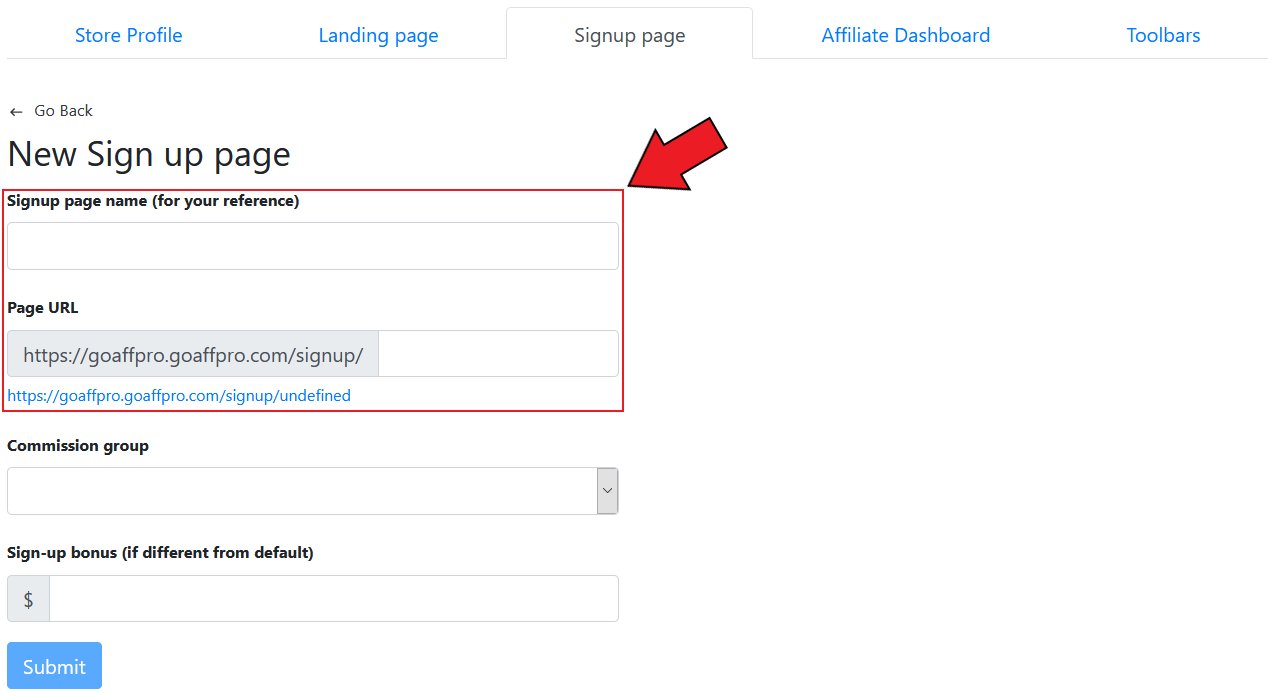 Store Profile
Landing page
Signup page
Affiliate Dashboard
Toolbars
← Go Back
New Sign up page
Signup page name (for your reference)
Page URL
https://goaffpro.goaffpro.com/signup/
https://goaffpro.goaffpro.com/signup/undefined
Commission group
Sign-up bonus (if different from default)
$
Submit